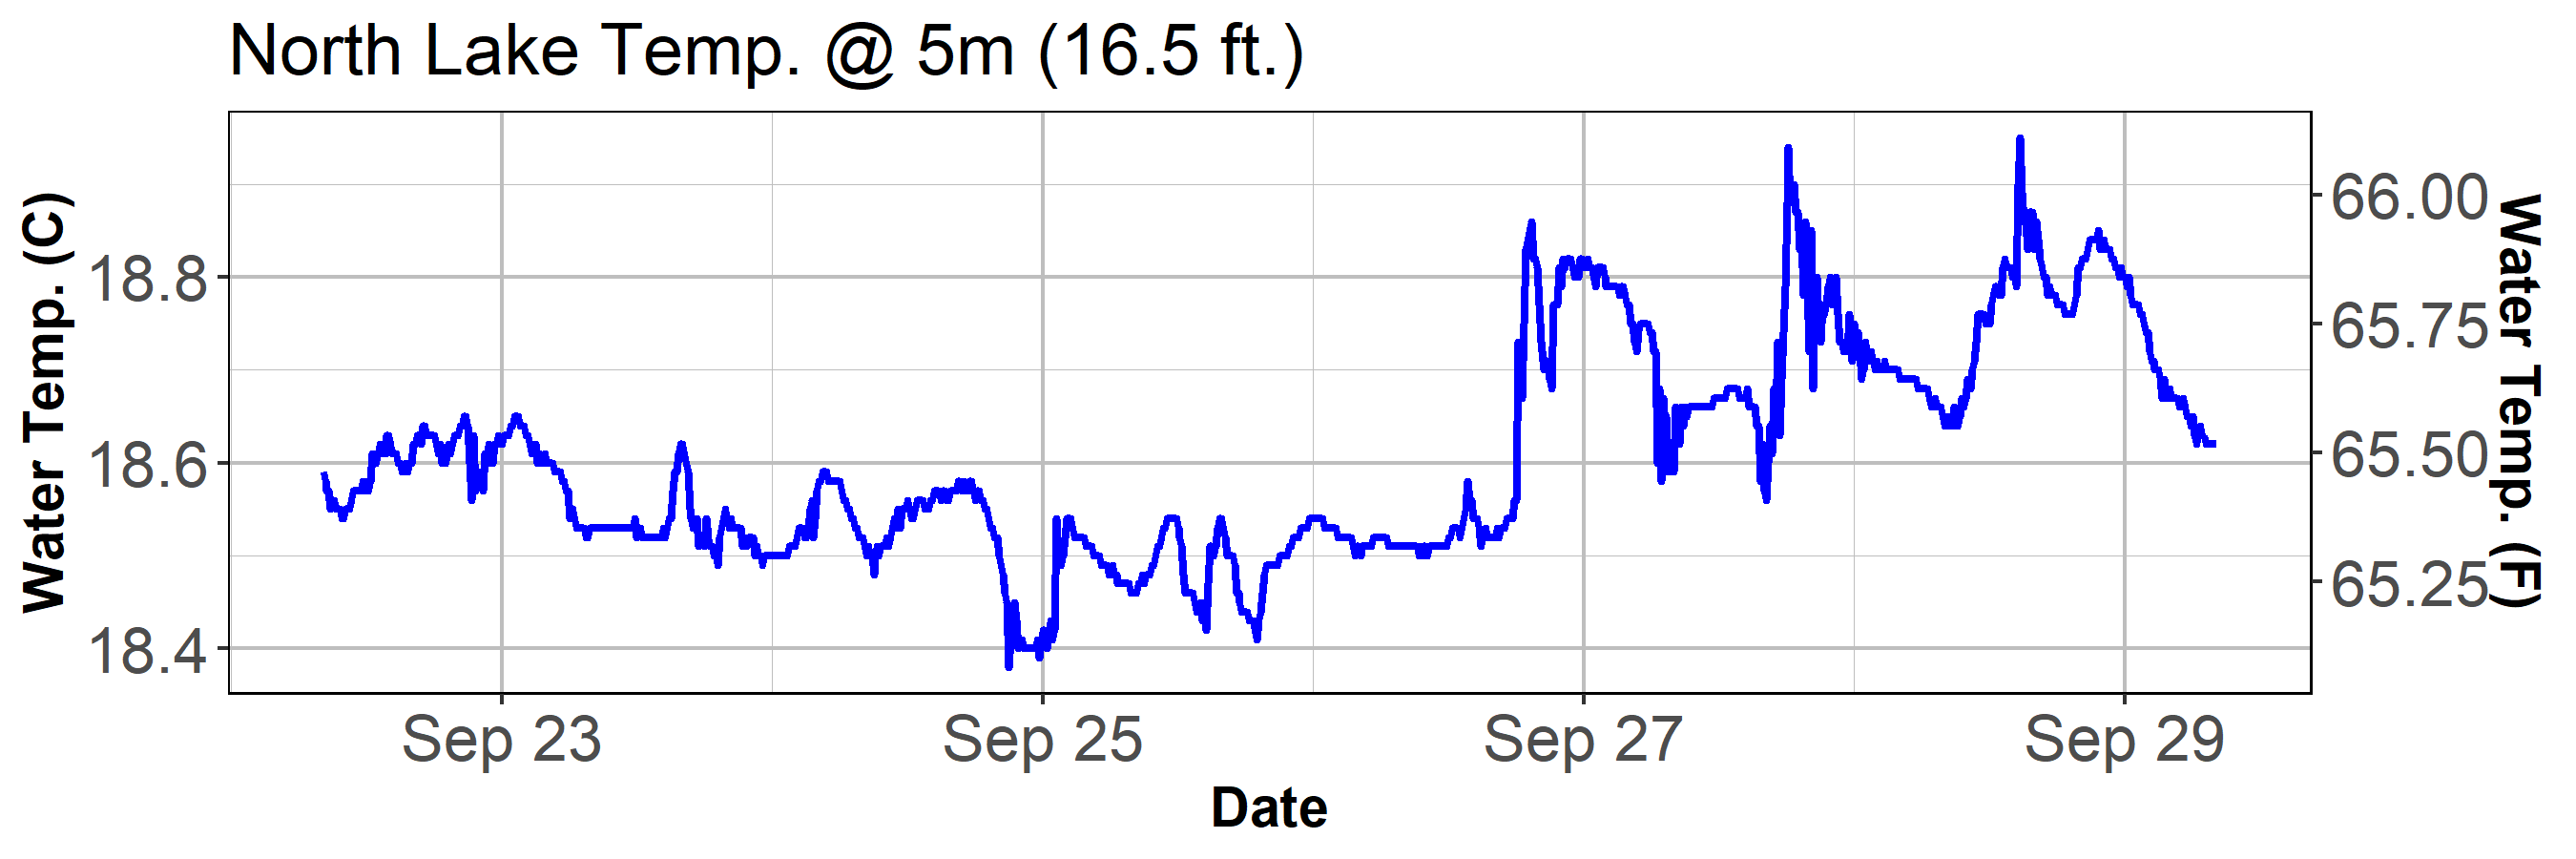 North Lake Temp. @ 5m (16.5 ft.)
Water Temp. (C)
18.8
18.6
18.4
66.00
65.75
65.50
65.25
Water Temp. (F)
Sep 23 Sep 25 Sep 27 Sep 29
Date